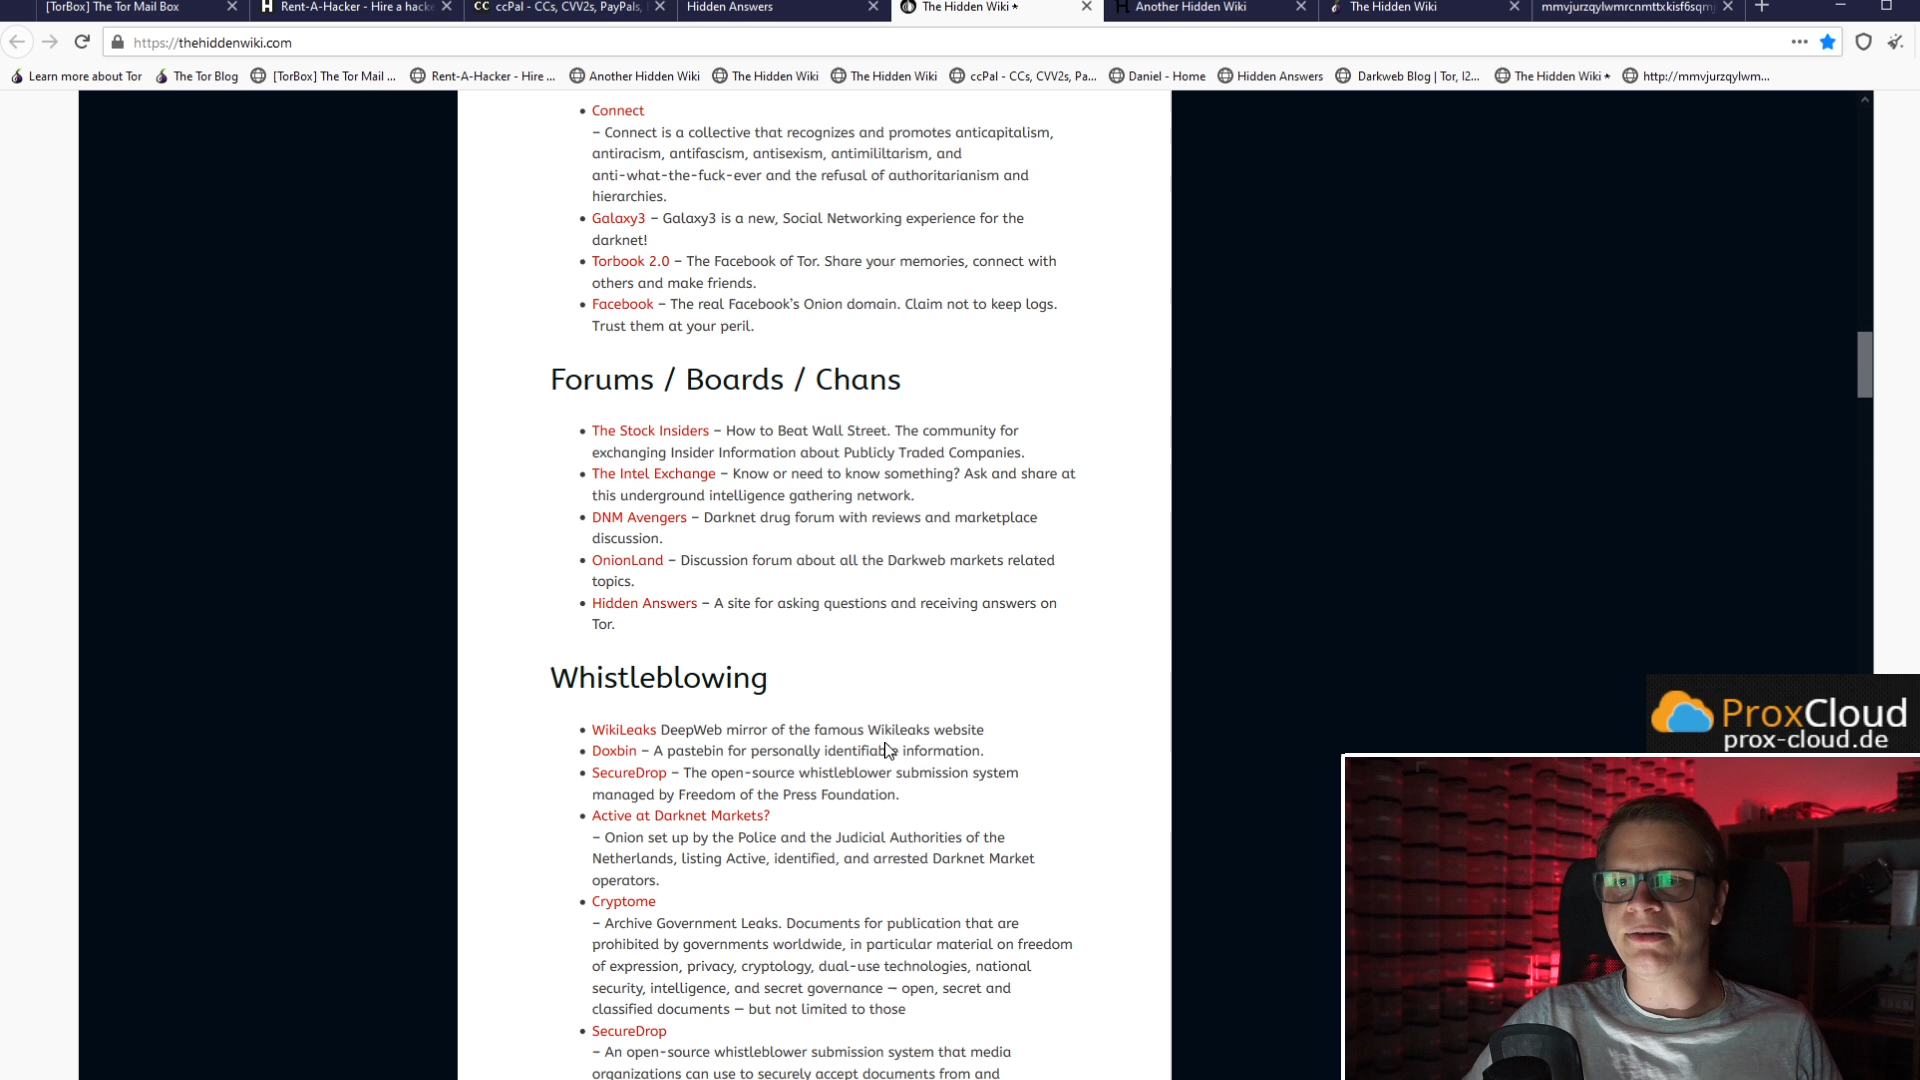 [TorBox] The Tor Mail Box
Rent-A-Hacker - Hire a hacke
CC ccPal - CCs, CVV2s, PayPals,
Hidden Answers
The Hidden Wiki *
Another Hidden Wiki
The Hidden Wiki
mmvjurzqylwmrcnmttxkisf6sqm
https://thehiddenwiki.com
Learn more about Tor
The Tor Blog
[TorBox] The Tor Mail ...
Rent-A-Hacker - Hire ...
Another Hidden Wiki
The Hidden Wiki
The Hidden Wiki
ccPal - CCs, CVV2s, Pa...
Daniel - Home
Hidden Answers
Darkweb Blog | Tor, I2...
The Hidden Wiki *
http://mmvjurzqylwm...
• Connect
– Connect is a collective that recognizes and promotes anticapitalism,
antiracism, antifascism, antisexism, antimililtarism, and
anti-what-the-fuck-ever and the refusal of authoritarianism and
hierarchies.
• Galaxy3 – Galaxy3 is a new, Social Networking experience for the
darknet!
• Torbook 2.0 – The Facebook of Tor. Share your memories, connect with
others and make friends.
• Facebook – The real Facebook's Onion domain. Claim not to keep logs.
Trust them at your peril.
Forums / Boards / Chans
• The Stock Insiders – How to Beat Wall Street. The community for
exchanging Insider Information about Publicly Traded Companies.
• The Intel Exchange – Know or need to know something? Ask and share at
this underground intelligence gathering network.
• DNM Avengers – Darknet drug forum with reviews and marketplace
discussion.
• OnionLand – Discussion forum about all the Darkweb markets related
topics.
• Hidden Answers – A site for asking questions and receiving answers on
Tor.
Whistleblowing
• WikiLeaks DeepWeb mirror of the famous Wikileaks website
• Doxbin – A pastebin for personally identifiable information.
• SecureDrop – The open-source whistleblower submission system
managed by Freedom of the Press Foundation.
• Active at Darknet Markets?
– Onion set up by the Police and the Judicial Authorities of the
Netherlands, listing Active, identified, and arrested Darknet Market
operators.
• Cryptome
– Archive Government Leaks. Documents for publication that are
prohibited by governments worldwide, in particular material on freedom
of expression, privacy, cryptology, dual-use technologies, national
security, intelligence, and secret governance — open, secret and
classified documents — but not limited to those
• SecureDrop
– An open-source whistleblower submission system that media
organizations can use to securely accept documents from and
ProxCloud
prox-cloud.de